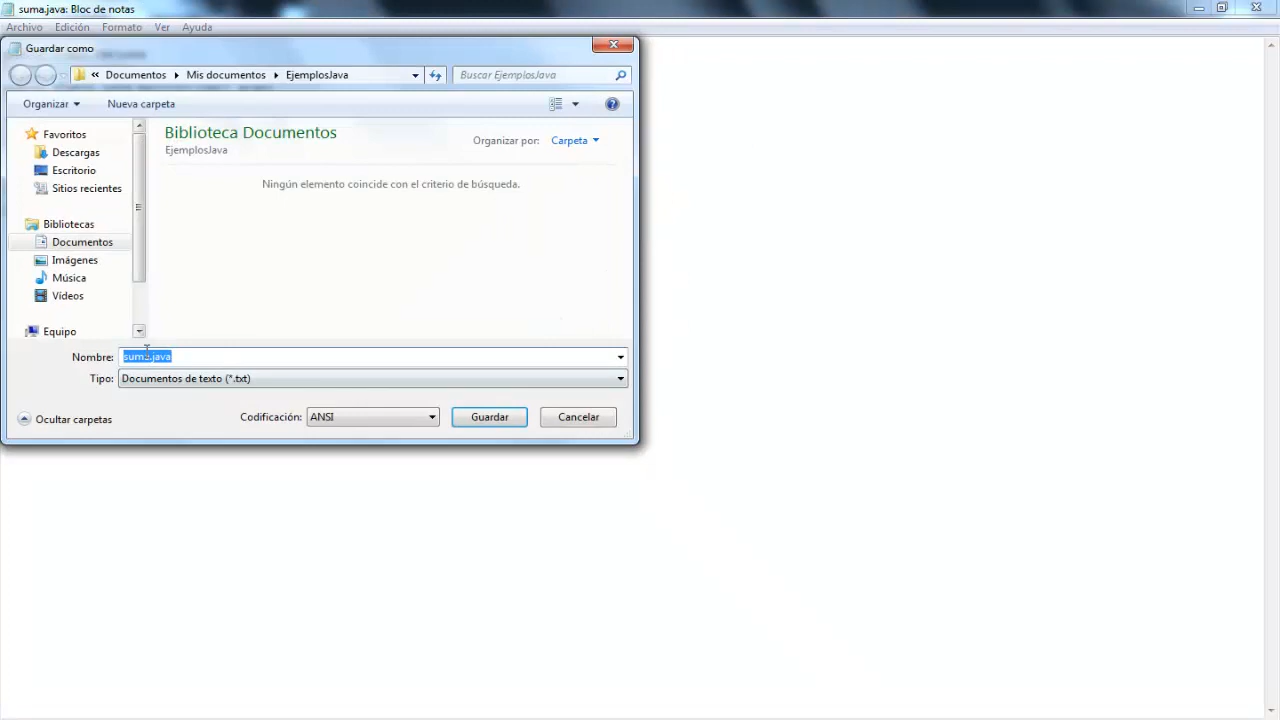 suma.java: Bloc de notas
Archivo Edición Formato Ver Ayuda
Guardar como
Documentos Mis documentos EjemplosJava
Buscar EjemplosJava
Organizar Nueva carpeta
Favoritos
Descargas
Escritorio
Sitios recientes
Bibliotecas
Documentos
Imágenes
Música
Vídeos
Equipo
Biblioteca Documentos
EjemplosJava
Organizar por: Carpeta
Ningún elemento coincide con el criterio de búsqueda.
Nombre: suma.java
Tipo: Documentos de texto (*.txt)
Ocultar carpetas
Codificación: ANSI
Guardar
Cancelar